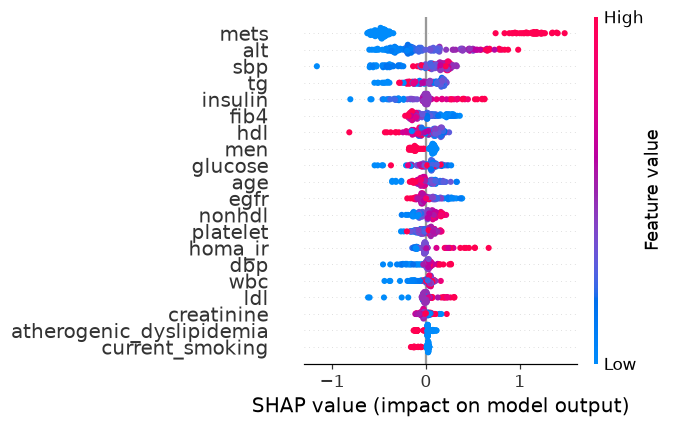 High
mets
alt
sbp
tg
insulin
fib4
hdl
men
glucose
age
egfr
nonhdl
platelet
homa_ir
dbp
wbc
ldl
creatinine
atherogenic_dyslipidemia
current_smoking
Feature value
Low
−1 0 1
SHAP value (impact on model output)